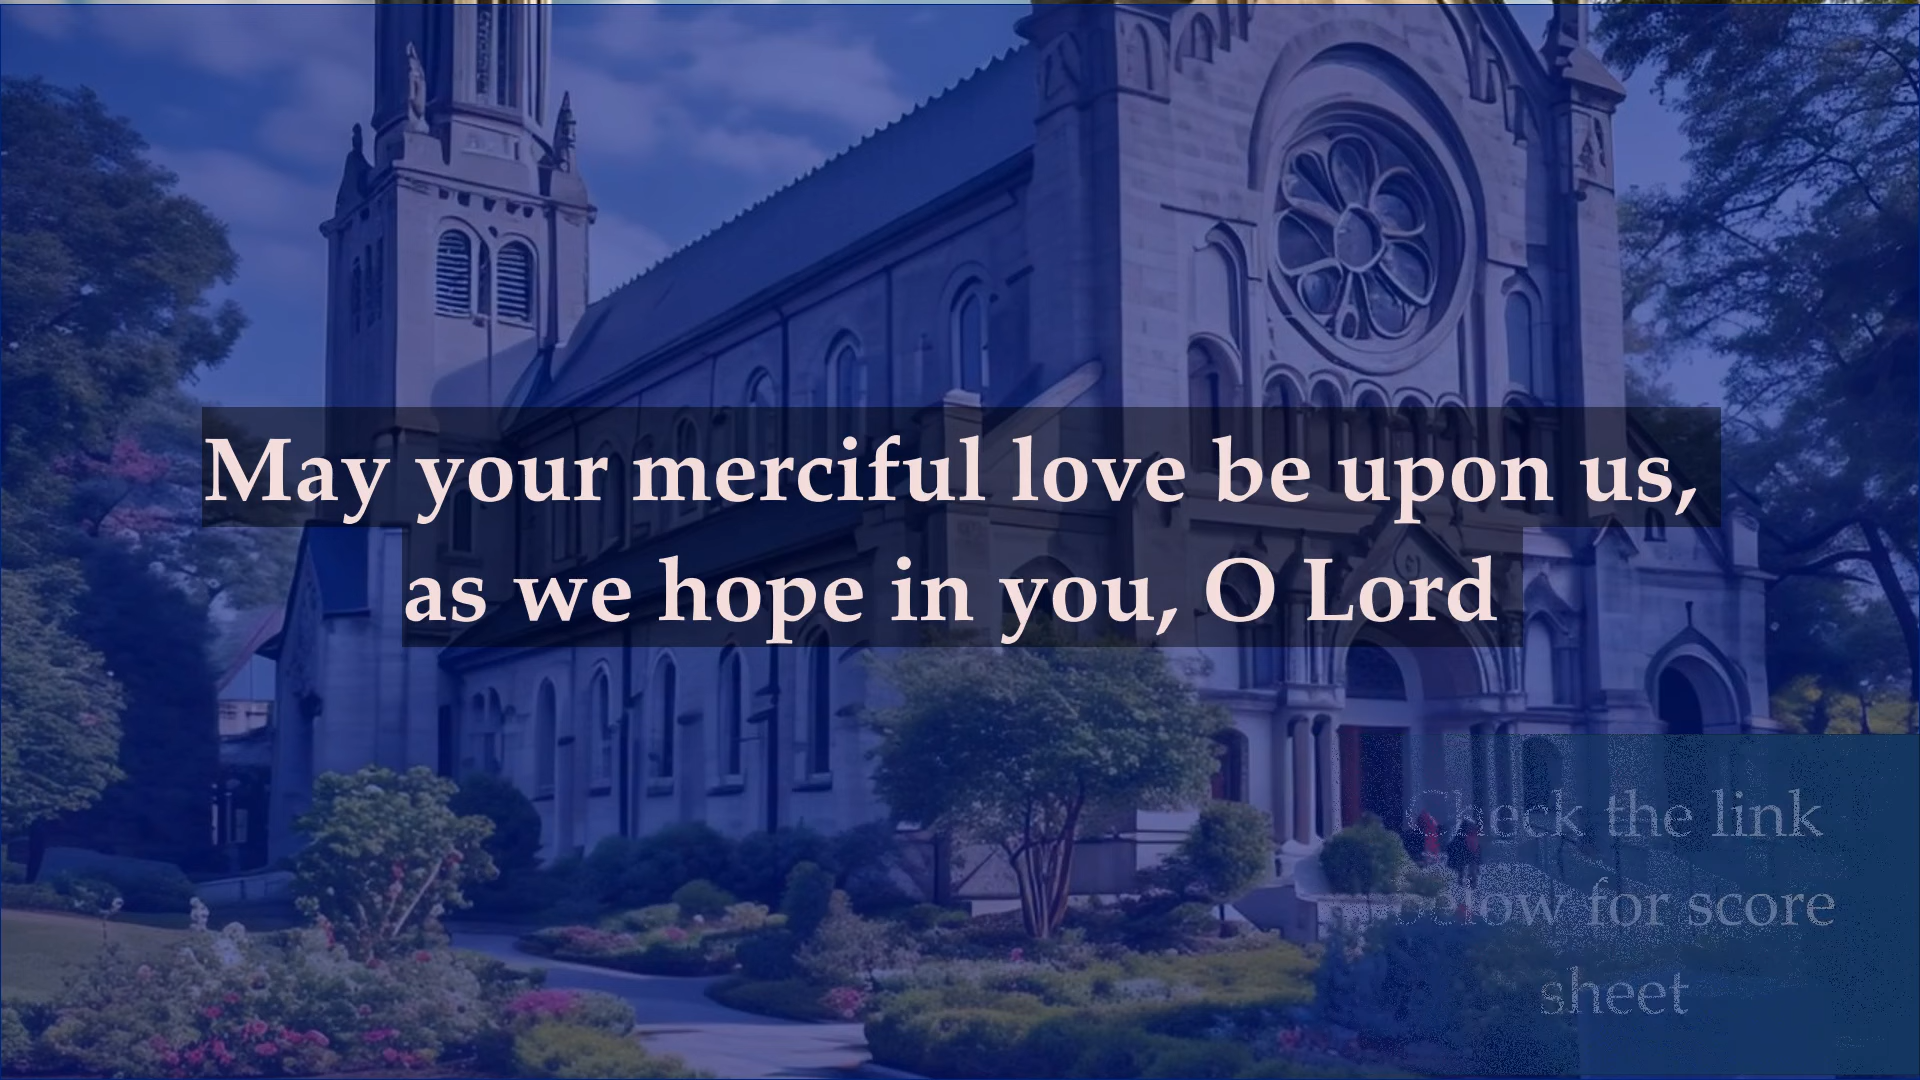 May your merciful love be upon us,
as we hope in you, O Lord
Check the link
below for score
sheet